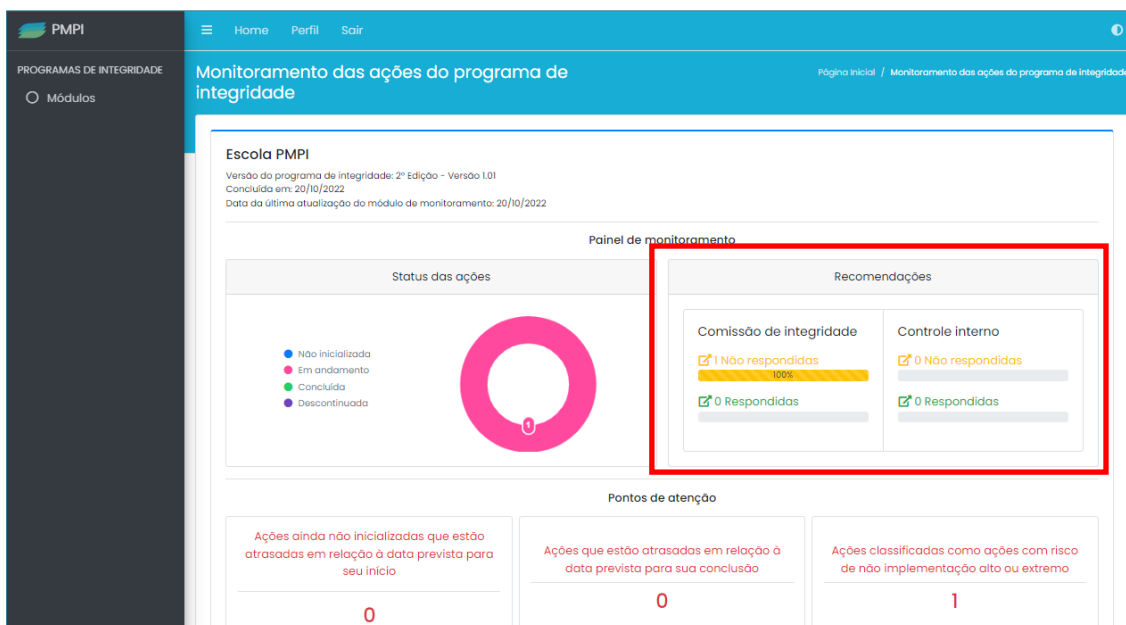 PMPI
Home Perfil Sair
PROGRAMAS DE INTEGRIDADE
Módulos
Monitoramento das ações do programa de
integridade
Página Inicial / Monitoramento das ações do programa de integridade
Escola PMPI
Versão do programa de integridade: 2º Edição - Versão 1.01
Concluída em: 20/10/2022
Data da última atualização do módulo de monitoramento: 20/10/2022
Painel de monitoramento
Status das ações
Não inicializada
Em andamento
Concluída
Descontinuada
1
Recomendações
Comissão de integridade
1 Não respondidas
100%
0 Respondidas
Controle interno
0 Não respondidas
0 Respondidas
Pontos de atenção
Ações ainda não inicializadas que estão
atrasadas em relação à data prevista para
seu início
0
Ações que estão atrasadas em relação à
data prevista para sua conclusão
0
Ações classificadas como ações com risco
de não implementação alto ou extremo
1